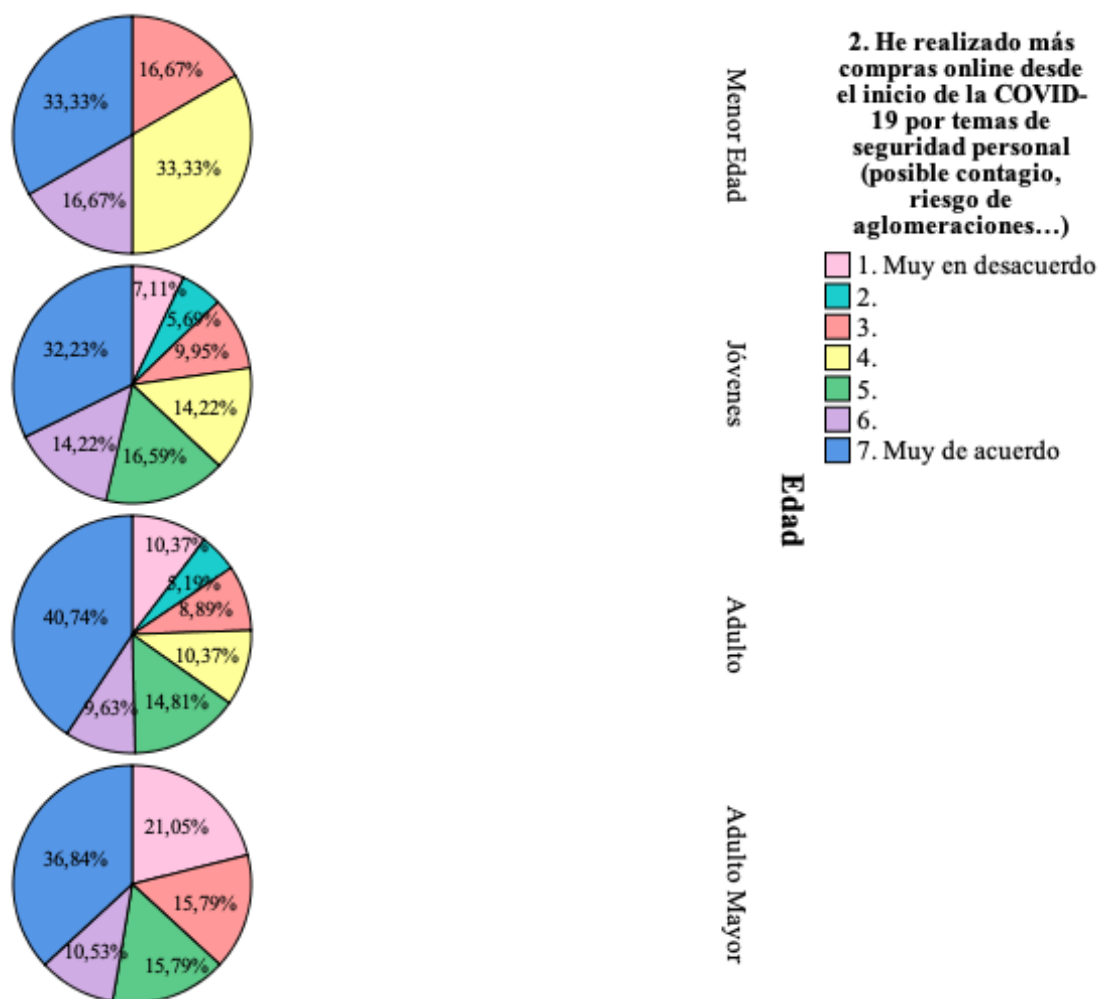 33,33%
16,67%
33,33%
16,67%
Menor Edad
7,11%
5,69%
9,95%
14,22%
16,59%
14,22%
32,23%
Jóvenes
10,37%
5,19%
8,89%
10,37%
14,81%
9,63%
40,74%
Adulto
21,05%
15,79%
15,79%
10,53%
36,84%
Adulto Mayor
Edad
2. He realizado más
compras online desde
el inicio de la COVID-
19 por temas de
seguridad personal
(posible contagio,
riesgo de
aglomeraciones…)
1. Muy en desacuerdo
2.
3.
4.
5.
6.
7. Muy de acuerdo